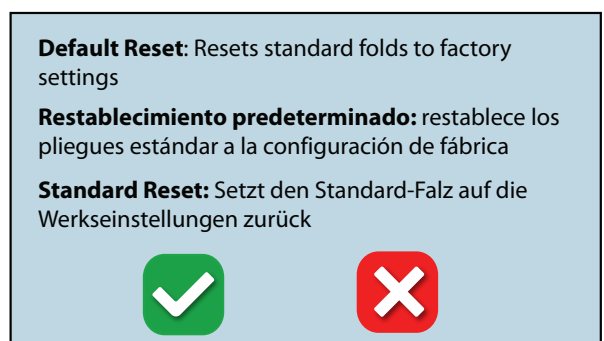 Default Reset: Resets standard folds to factory
settings
Restablecimiento predeterminado: restablece los
pliegues estándar a la configuración de fábrica
Standard Reset: Setzt den Standard-Falz auf die
Werkseinstellungen zurück